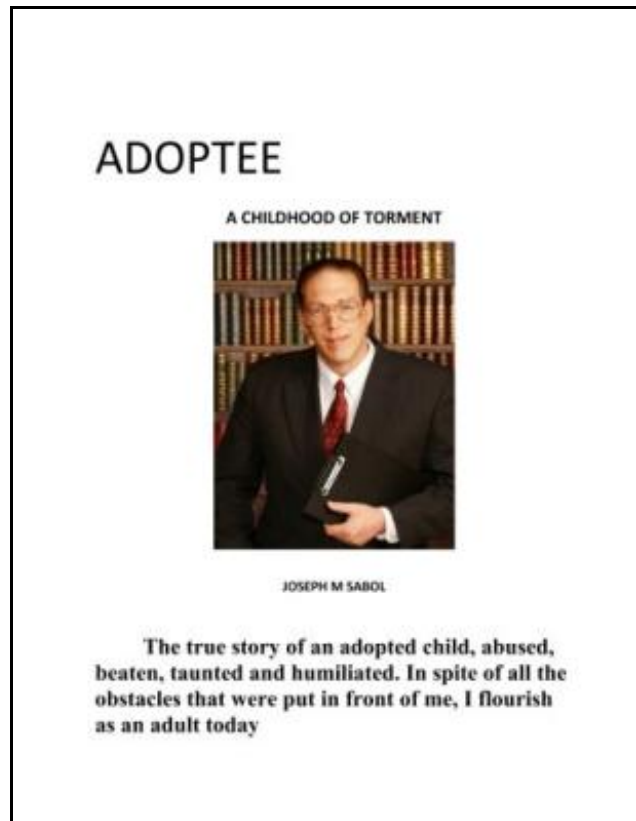 ADOPTEE
A CHILDHOOD OF TORMENT
JOSEPH M SABOL
The true story of an adopted child, abused,
beaten, taunted and humiliated. In spite of all the
obstacles that were put in front of me, I flourish
as an adult today